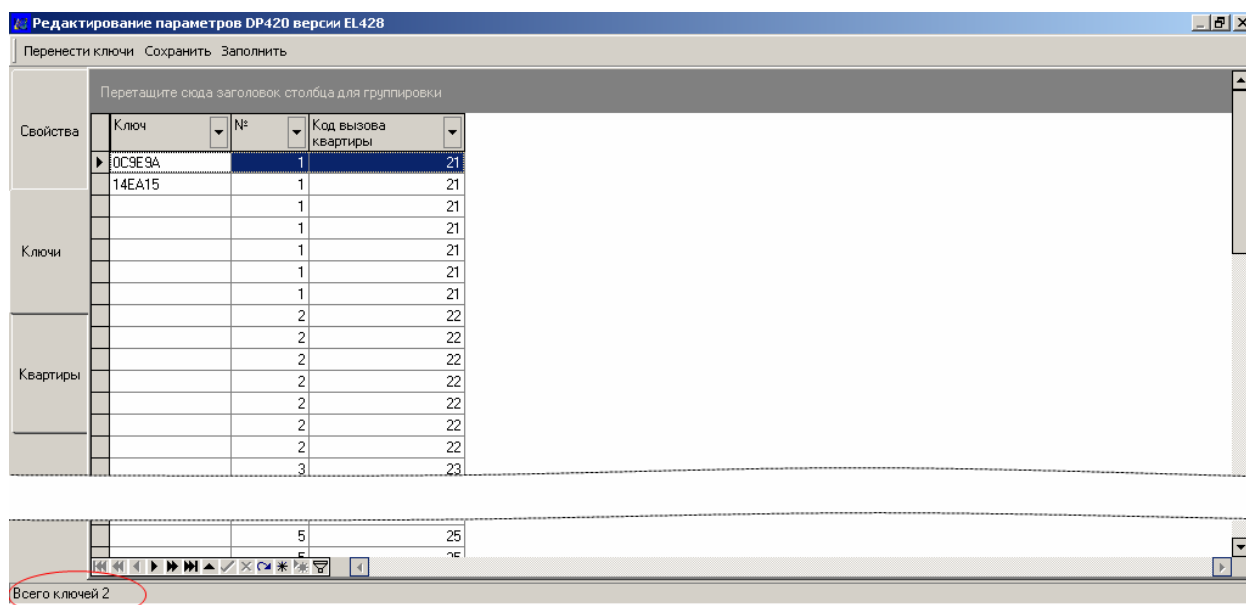 Редактирование параметров DP420 версии EL428
Перенести ключи Сохранить Заполнить
Перетащите сюда заголовок столбца для группировки
Свойства
Ключи
Квартиры
Ключ № Код вызова квартиры
0C9E9A 1 21
14EA15 1 21
1 21
1 21
1 21
1 21
1 21
2 22
2 22
2 22
2 22
2 22
2 22
2 22
3 23
5 25
5 25
Всего ключей 2